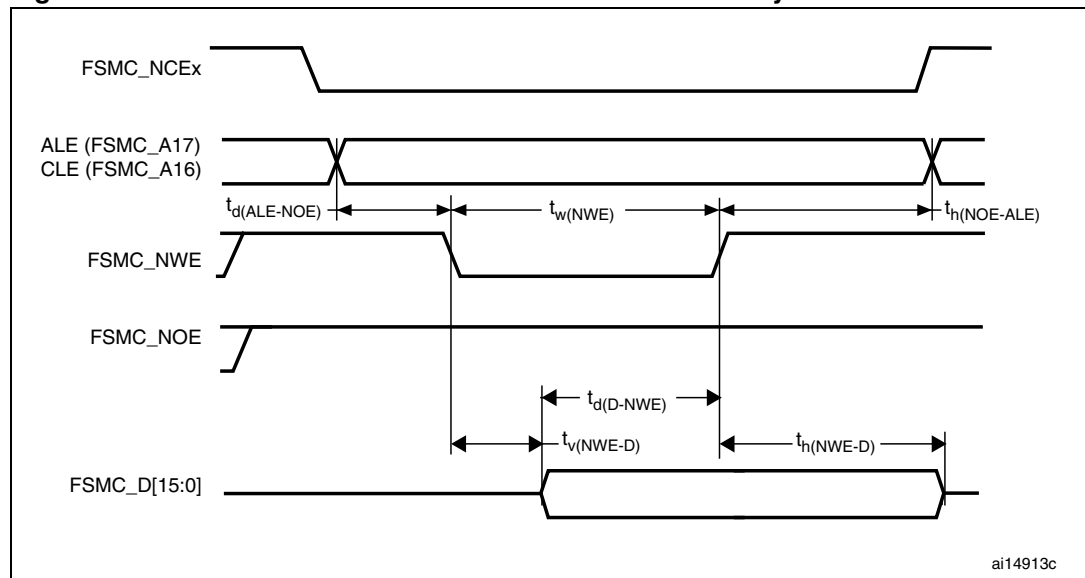 FSMC_NCEx
ALE (FSMC_A17)
CLE (FSMC_A16)
td(ALE-NOE)
tw(NWE)
th(NOE-ALE)
FSMC_NWE
FSMC_NOE
td(D-NWE)
tv(NWE-D)
th(NWE-D)
FSMC_D[15:0]
ai14913c